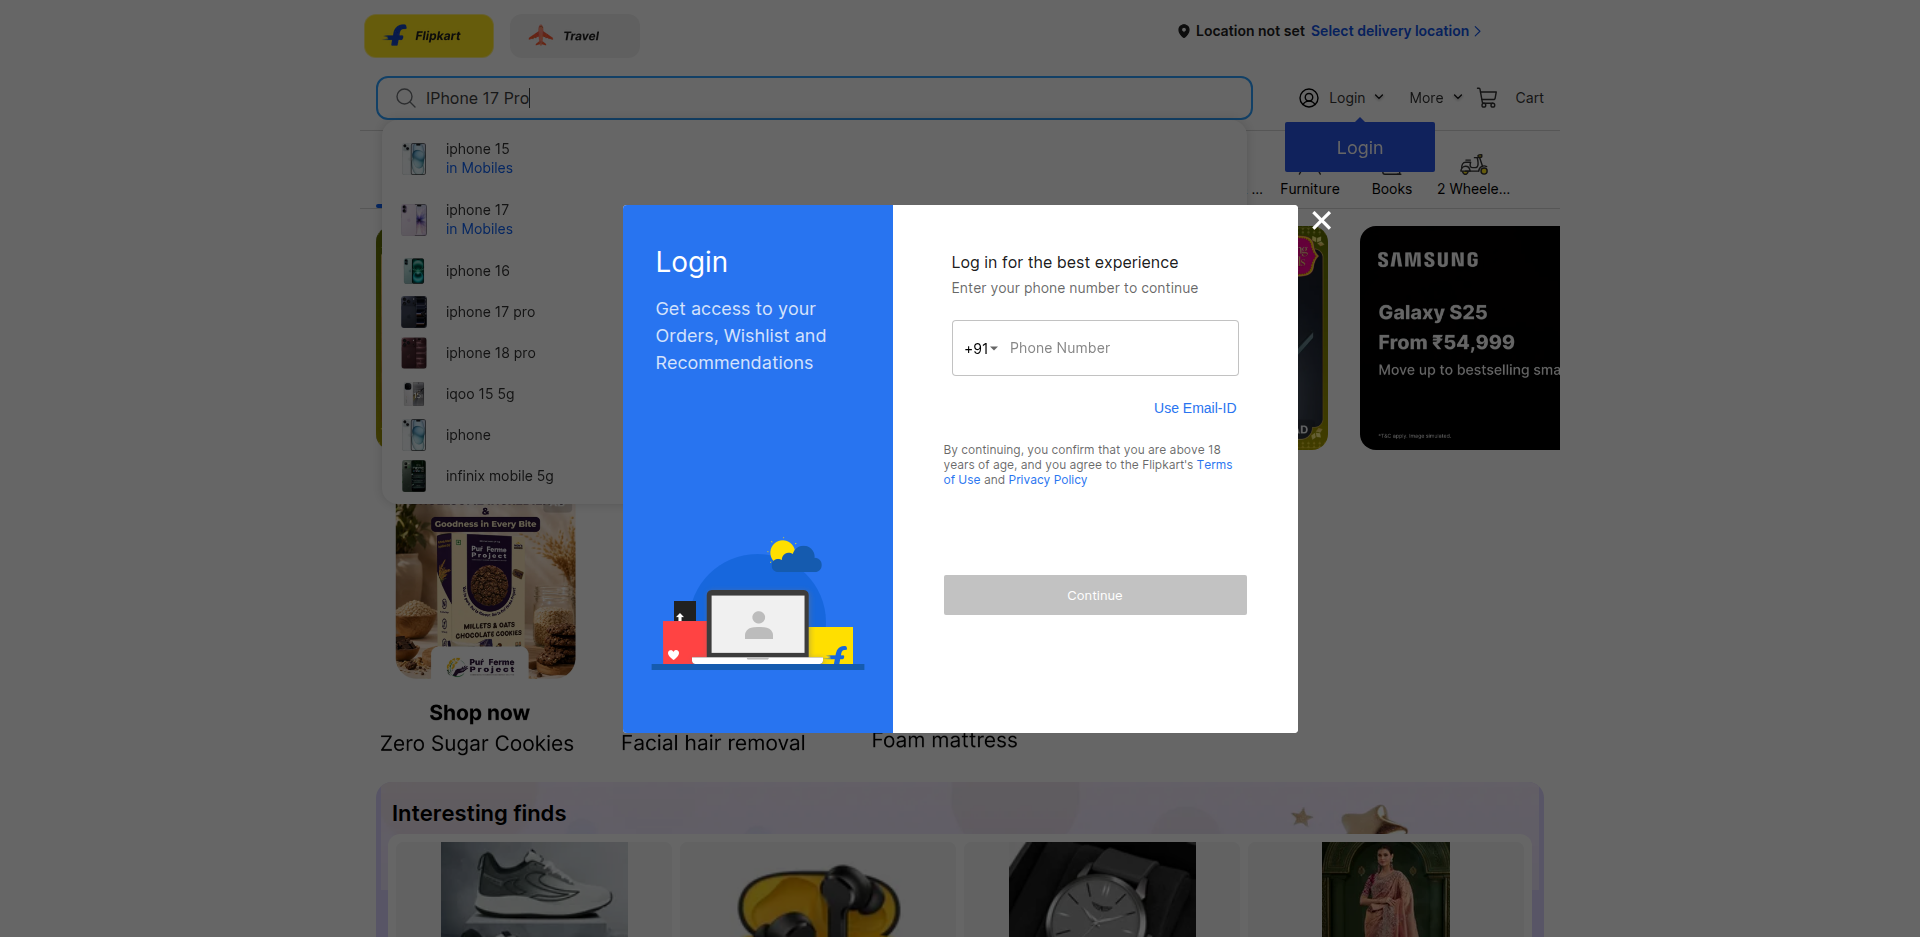 Flipkart
Travel
Location not set Select delivery location
IPhone 17 Pro
Login
More
Cart
iphone 15
in Mobiles
iphone 17
in Mobiles
iphone 16
iphone 17 pro
iphone 18 pro
iqoo 15 5g
iphone
infinix mobile 5g
Login
...
Furniture
Books
2 Wheele...
Login
Get access to your
Orders, Wishlist and
Recommendations
Log in for the best experience
Enter your phone number to continue
+91
Phone Number
Use Email-ID
By continuing, you confirm that you are above 18
years of age, and you agree to the Flipkart's Terms
of Use and Privacy Policy
Continue
SAMSUNG
Galaxy S25
From ₹54,999
Move up to bestselling sma
*T&C apply. Image simulated.
AD
&
Goodness in Every Bite
Pur Ferme
Project
MILLETS & OATS
CHOCOLATE COOKIES
Pur Ferme
Project
Shop now
Zero Sugar Cookies
Facial hair removal
Foam mattress
Interesting finds